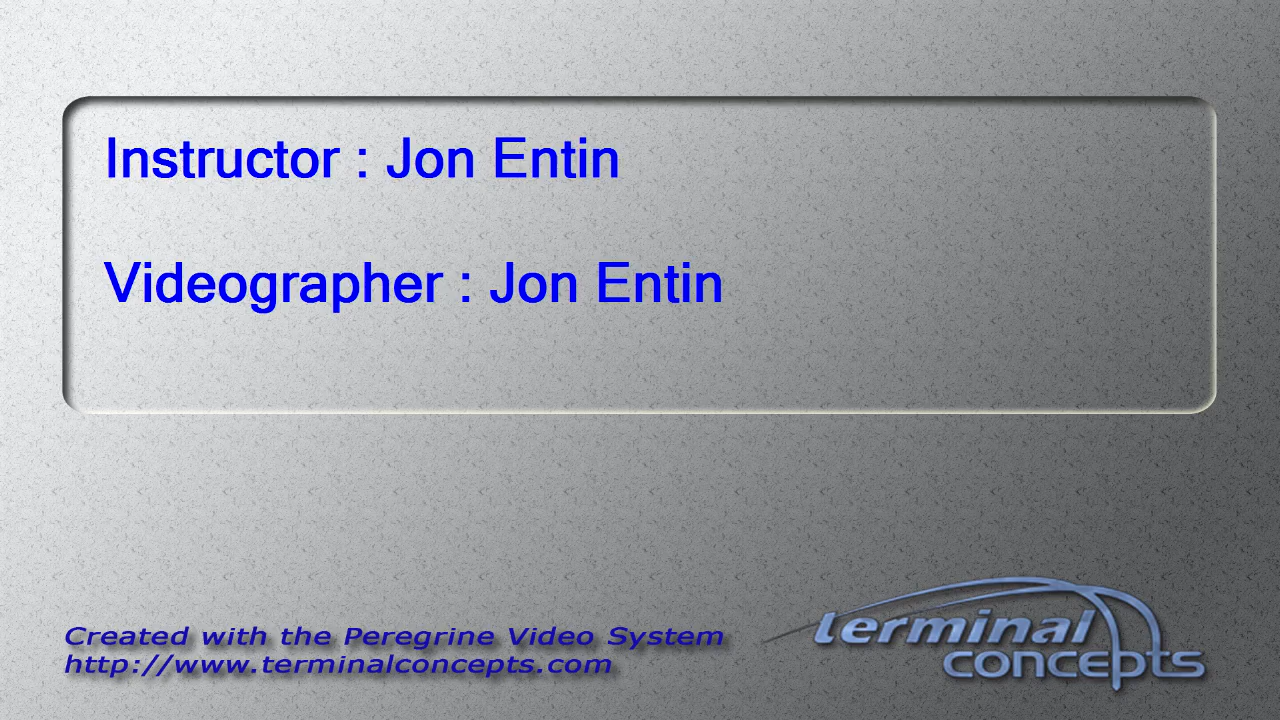 Instructor : Jon Entin
Videographer : Jon Entin
Created with the Peregrine Video System
http://www.terminalconcepts.com
terminal
concepts